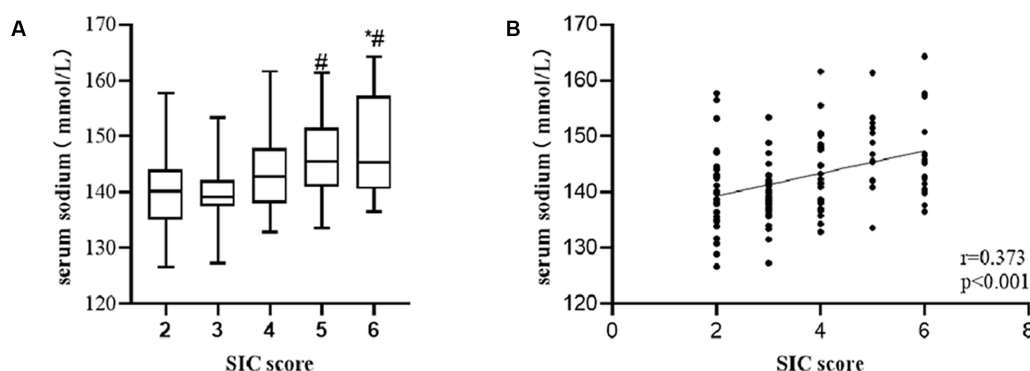 A
serum sodium ( mmol/L)
170
160
150
140
130
120
*#
#
2 3 4 5 6
SIC score
B
serum sodium ( mmol/L)
170
160
150
140
130
120
r=0.373
p<0.001
0 2 4 6 8
SIC score